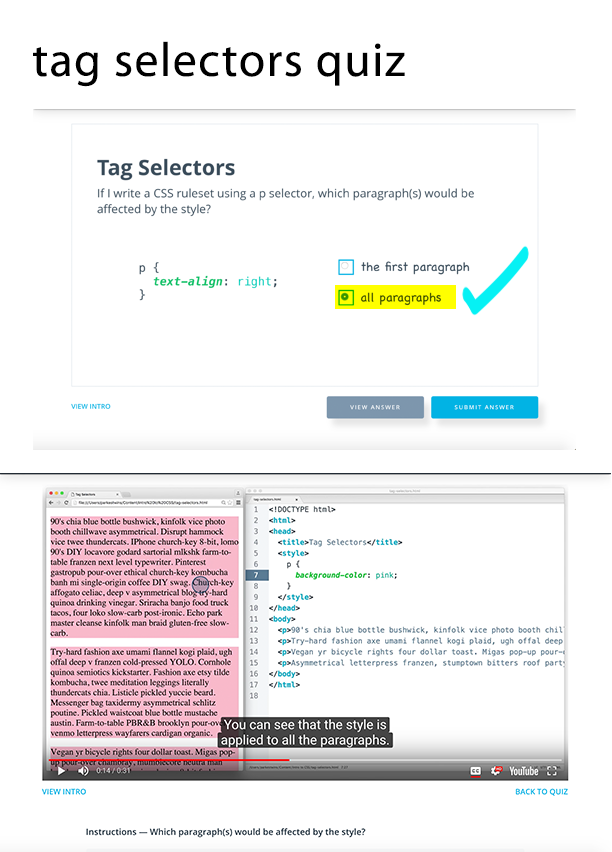 tag selectors quiz
Tag Selectors
If I write a CSS ruleset using a p selector, which paragraph(s) would be
affected by the style?
p {
text-align: right;
}
the first paragraph
all paragraphs
VIEW INTRO
VIEW ANSWER
SUBMIT ANSWER
Tag Selectors
tag-selectors.html
90's chia blue bottle bushwick, kinfolk vice photo
booth chillwave asymmetrical. Disrupt hammock
vice twee thundercats. IPhone church-key 8-bit, lomo
90's DIY locavore godard sartorial mlkshk farm-to-
table franzen next level typewriter. Pinterest
gastropub pour-over ethical church-key kombucha
banh mi single-origin coffee DIY swag. Church-key
affogato celiac, deep v asymmetrical blog try-hard
quinoa drinking vinegar. Sriracha banjo food truck
tacos, four loko slow-carb post-ironic. Echo park
master cleanse kinfolk man braid gluten-free slow-
carb.
Try-hard fashion axe umami flannel kogi plaid, ugh
offal deep v franzen cold-pressed YOLO. Cornhole
quinoa semiotics kickstarter. Fashion axe etsy tilde
kombucha, twee meditation leggings literally
thundercats chia. Listicle pickled yuccie beard.
Messenger bag taxidermy asymmetrical schlitz
poutine. Pickled waistcoat blue bottle mustache
austin. Farm-to-table PBR&B brooklyn pour-ove
venmo letterpress wayfarers cardigan organic.
Vegan yr bicycle rights four dollar toast. Migas pop-
up pour-over chambray, mumblecore neutra man
1 <!DOCTYPE html>
2 <html>
3 <head>
4 <title>Tag Selectors</title>
5 <style>
6 p {
7 background-color: pink;
8 }
9 </style>
10 </head>
11 <body>
12 <p>90's chia blue bottle bushwick, kinfolk vice photo booth chil
13 <p>Try-hard fashion axe umami flannel kogi plaid, ugh offal deep
14 <p>Vegan yr bicycle rights four dollar toast. Migas pop-up pour-
15 <p>Asymmetrical letterpress franzen, stumptown bitters roof part
16 </body>
17 </html>
18
You can see that the style is
applied to all the paragraphs.
0:14 / 0:31
CC
HD
YouTube
VIEW INTRO
BACK TO QUIZ
Instructions — Which paragraph(s) would be affected by the style?